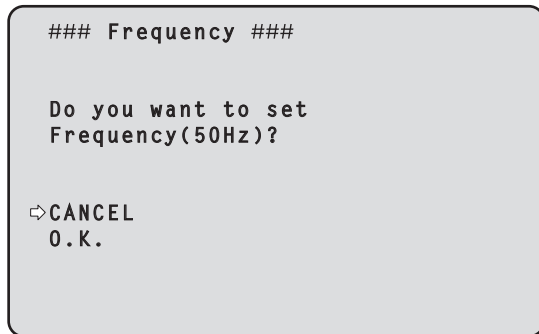 ### Frequency ###
Do you want to set
Frequency(50Hz)?
⇨CANCEL
O.K.